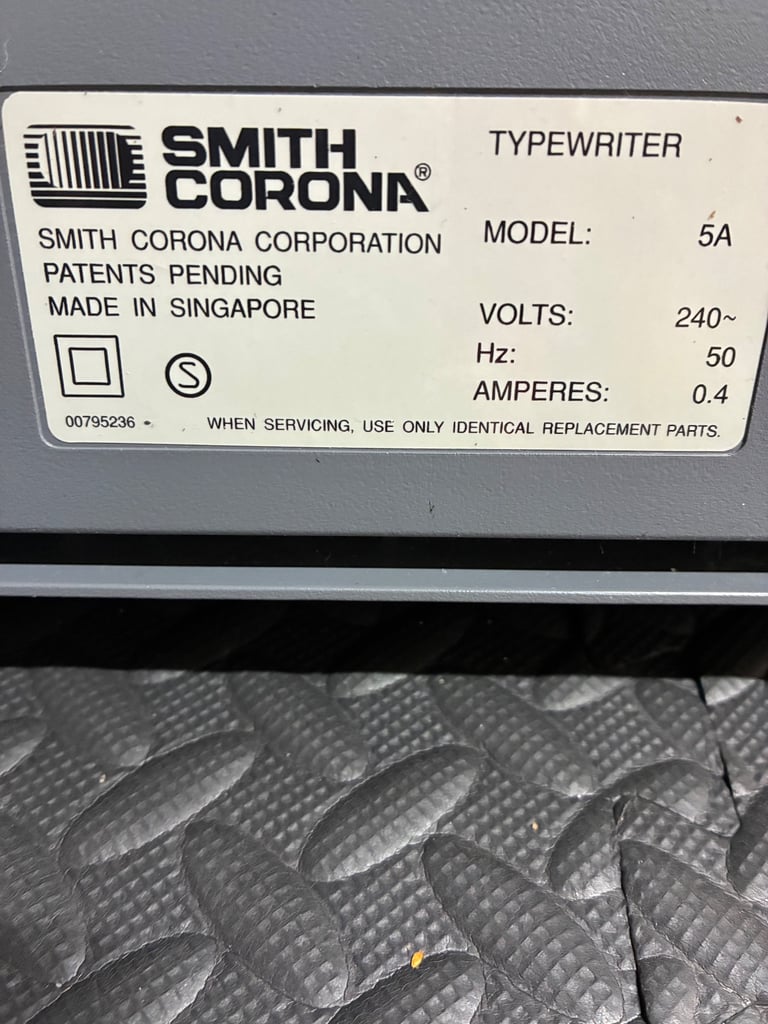 SMITH
CORONA®
SMITH CORONA CORPORATION
PATENTS PENDING
MADE IN SINGAPORE
S
00795236
TYPEWRITER
MODEL: 5A
VOLTS: 240~
Hz: 50
AMPERES: 0.4
WHEN SERVICING, USE ONLY IDENTICAL REPLACEMENT PARTS.